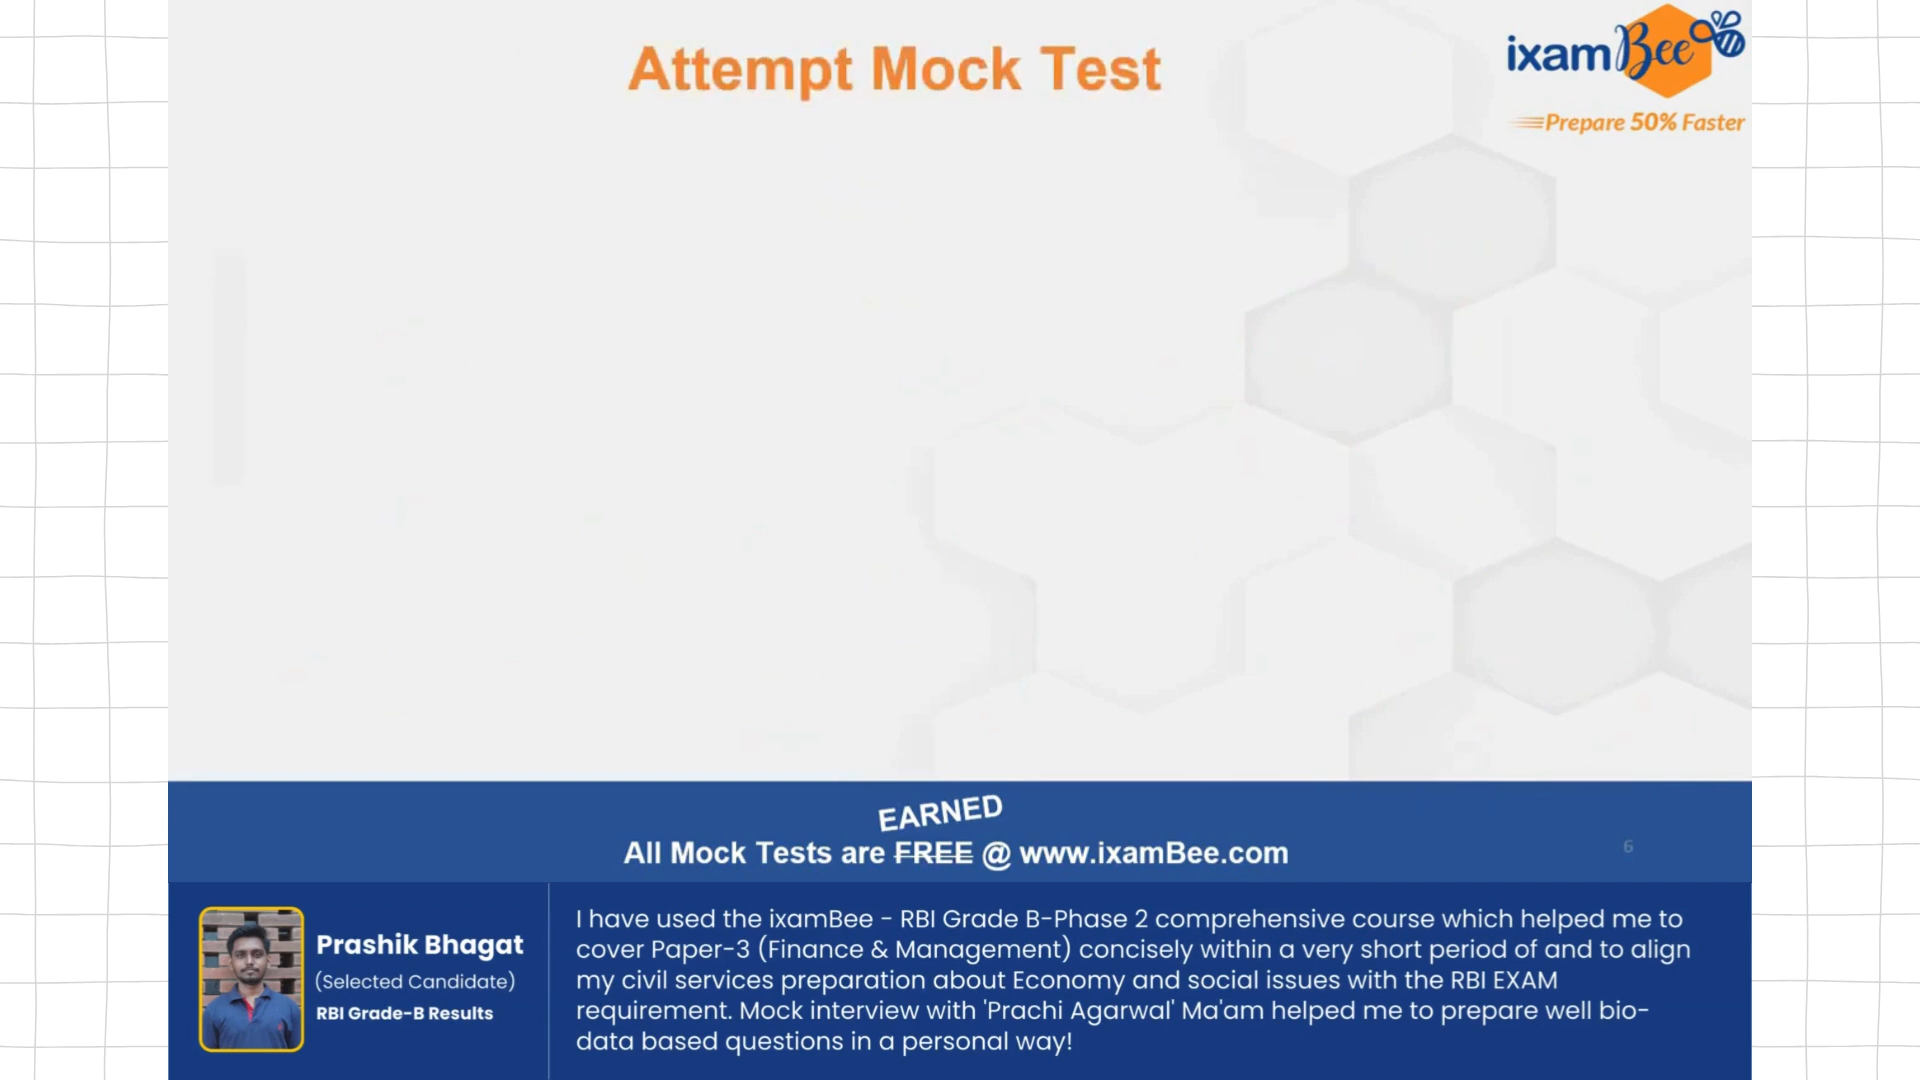 Attempt Mock Test
ixamBee
Prepare 50% Faster
EARNED
All Mock Tests are FREE @ www.ixamBee.com
6
Prashik Bhagat
(Selected Candidate)
RBI Grade-B Results
I have used the ixamBee - RBI Grade B-Phase 2 comprehensive course which helped me to
cover Paper-3 (Finance & Management) concisely within a very short period of and to align
my civil services preparation about Economy and social issues with the RBI EXAM
requirement. Mock interview with 'Prachi Agarwal' Ma'am helped me to prepare well bio-
data based questions in a personal way!